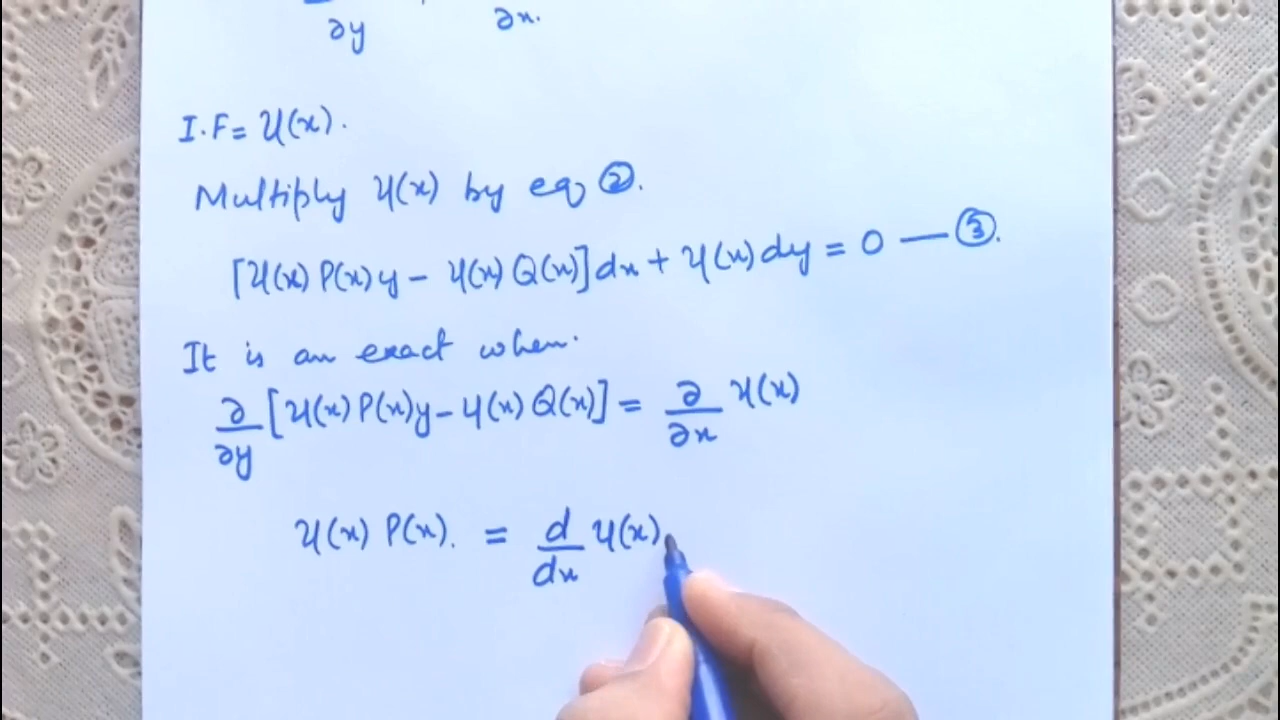 ∂y ∂x.
I.F = U(x).
Multiply U(x) by eq ②.
[U(x) P(x) y - U(x) Q(x)] dx + U(x) dy = 0 — ③.
It is an exact when.
∂/∂y [U(x) P(x) y - U(x) Q(x)] = ∂/∂x U(x)
U(x) P(x). = d/dx U(x)